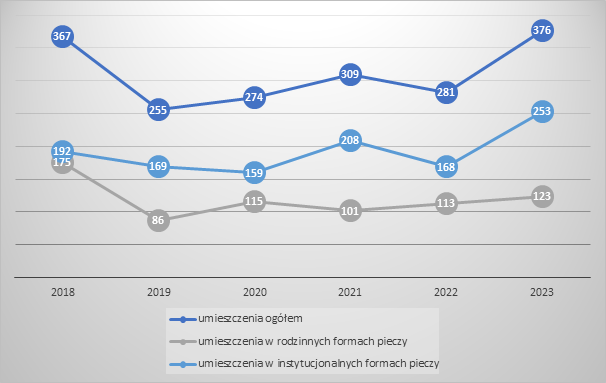 367 255 274 309 281 376
192 169 159 208 168 253
175 86 115 101 113 123
2018 2019 2020 2021 2022 2023
umieszczenia ogółem
umieszczenia w rodzinnych formach pieczy
umieszczenia w instytucjonalnych formach pieczy